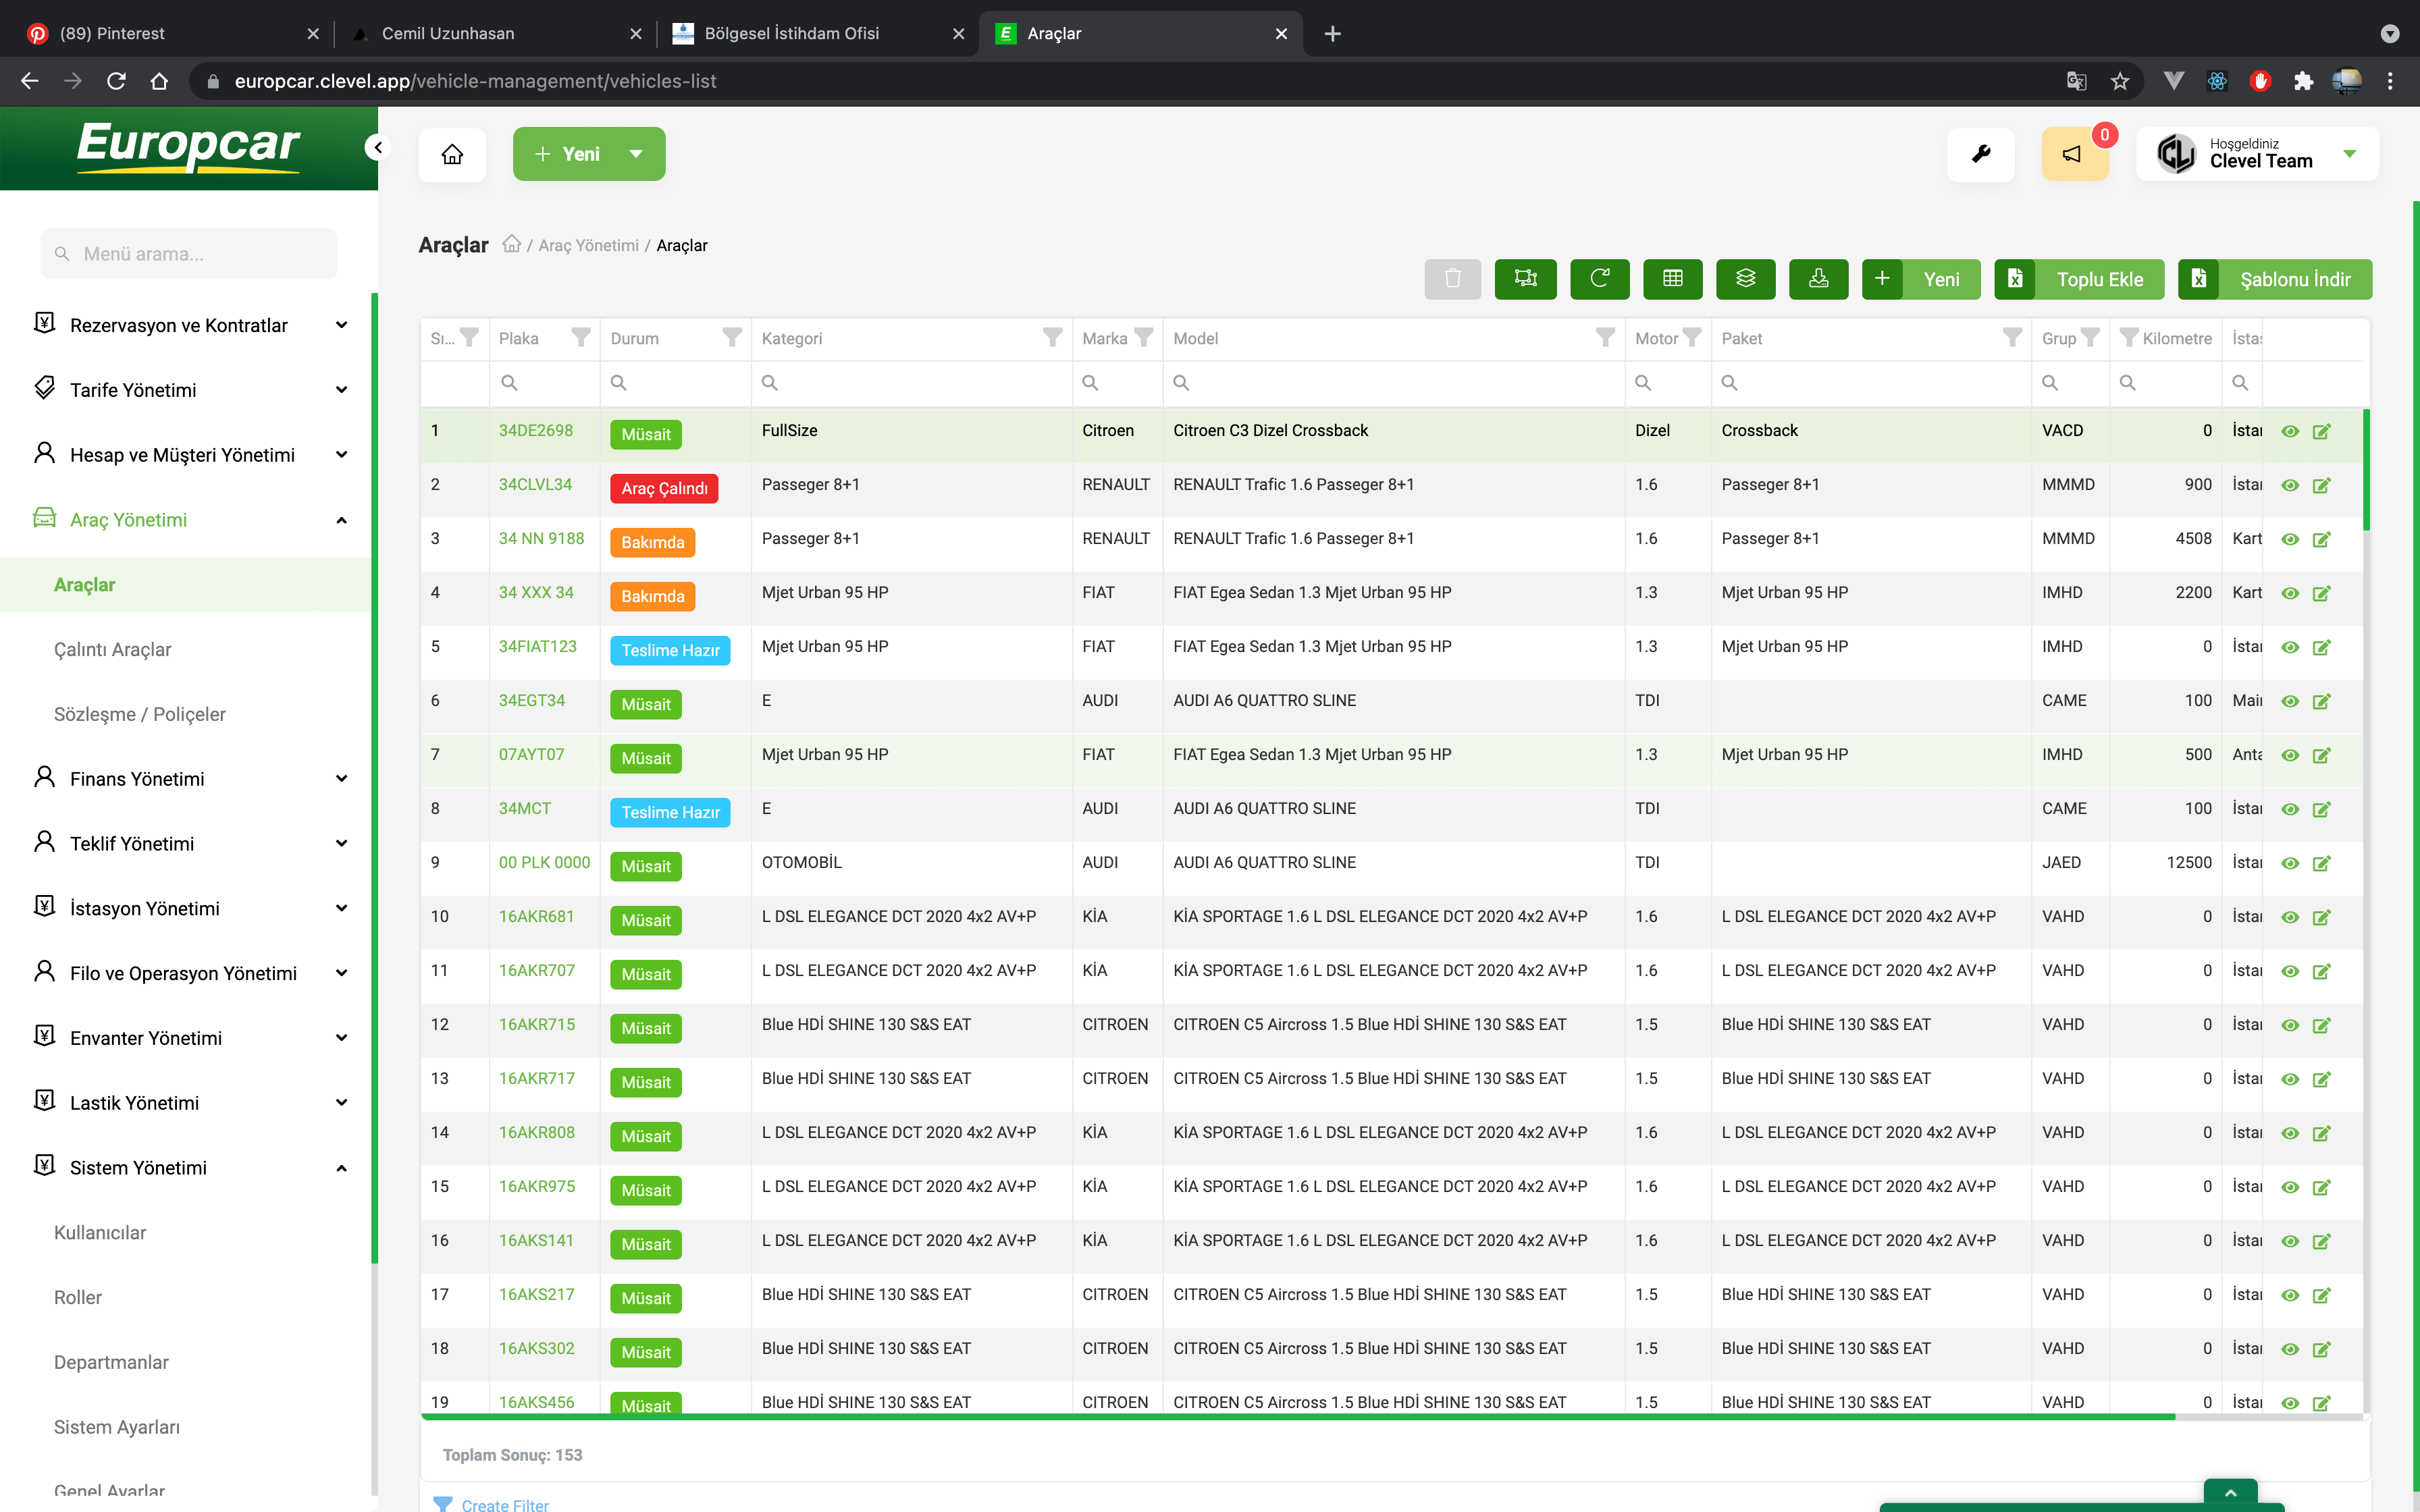 (89) Pinterest
Cemil Uzunhasan
Bölgesel İstihdam Ofisi
Araçlar
europcar.clevel.app/vehicle-management/vehicles-list
Europcar
Yeni
0
Hoşgeldiniz
Clevel Team
Menü arama...
Rezervasyon ve Kontratlar
Tarife Yönetimi
Hesap ve Müşteri Yönetimi
Araç Yönetimi
Araçlar
Çalıntı Araçlar
Sözleşme / Poliçeler
Finans Yönetimi
Teklif Yönetimi
İstasyon Yönetimi
Filo ve Operasyon Yönetimi
Envanter Yönetimi
Lastik Yönetimi
Sistem Yönetimi
Kullanıcılar
Roller
Departmanlar
Sistem Ayarları
Genel Ayarlar
Araçlar / Araç Yönetimi / Araçlar
Yeni Toplu Ekle Şablonu İndir
Sı... Plaka Durum Kategori Marka Model Motor Paket Grup Kilometre İstas
1 34DE2698 Müsait FullSize Citroen Citroen C3 Dizel Crossback Dizel Crossback VACD 0 İstan
2 34CLVL34 Araç Çalındı Passeger 8+1 RENAULT RENAULT Trafic 1.6 Passeger 8+1 1.6 Passeger 8+1 MMMD 900 İstan
3 34 NN 9188 Bakımda Passeger 8+1 RENAULT RENAULT Trafic 1.6 Passeger 8+1 1.6 Passeger 8+1 MMMD 4508 Kart
4 34 XXX 34 Bakımda Mjet Urban 95 HP FIAT FIAT Egea Sedan 1.3 Mjet Urban 95 HP 1.3 Mjet Urban 95 HP IMHD 2200 Kart
5 34FIAT123 Teslime Hazır Mjet Urban 95 HP FIAT FIAT Egea Sedan 1.3 Mjet Urban 95 HP 1.3 Mjet Urban 95 HP IMHD 0 İstan
6 34EGT34 Müsait E AUDI AUDI A6 QUATTRO SLINE TDI CAME 100 Mair
7 07AYT07 Müsait Mjet Urban 95 HP FIAT FIAT Egea Sedan 1.3 Mjet Urban 95 HP 1.3 Mjet Urban 95 HP IMHD 500 Anta
8 34MCT Teslime Hazır E AUDI AUDI A6 QUATTRO SLINE TDI CAME 100 İstan
9 00 PLK 0000 Müsait OTOMOBİL AUDI AUDI A6 QUATTRO SLINE TDI JAED 12500 İstan
10 16AKR681 Müsait L DSL ELEGANCE DCT 2020 4x2 AV+P KİA KİA SPORTAGE 1.6 L DSL ELEGANCE DCT 2020 4x2 AV+P 1.6 L DSL ELEGANCE DCT 2020 4x2 AV+P VAHD 0 İstan
11 16AKR707 Müsait L DSL ELEGANCE DCT 2020 4x2 AV+P KİA KİA SPORTAGE 1.6 L DSL ELEGANCE DCT 2020 4x2 AV+P 1.6 L DSL ELEGANCE DCT 2020 4x2 AV+P VAHD 0 İstan
12 16AKR715 Müsait Blue HDİ SHINE 130 S&S EAT CITROEN CITROEN C5 Aircross 1.5 Blue HDİ SHINE 130 S&S EAT 1.5 Blue HDİ SHINE 130 S&S EAT VAHD 0 İstan
13 16AKR717 Müsait Blue HDİ SHINE 130 S&S EAT CITROEN CITROEN C5 Aircross 1.5 Blue HDİ SHINE 130 S&S EAT 1.5 Blue HDİ SHINE 130 S&S EAT VAHD 0 İstan
14 16AKR808 Müsait L DSL ELEGANCE DCT 2020 4x2 AV+P KİA KİA SPORTAGE 1.6 L DSL ELEGANCE DCT 2020 4x2 AV+P 1.6 L DSL ELEGANCE DCT 2020 4x2 AV+P VAHD 0 İstan
15 16AKR975 Müsait L DSL ELEGANCE DCT 2020 4x2 AV+P KİA KİA SPORTAGE 1.6 L DSL ELEGANCE DCT 2020 4x2 AV+P 1.6 L DSL ELEGANCE DCT 2020 4x2 AV+P VAHD 0 İstan
16 16AKS141 Müsait L DSL ELEGANCE DCT 2020 4x2 AV+P KİA KİA SPORTAGE 1.6 L DSL ELEGANCE DCT 2020 4x2 AV+P 1.6 L DSL ELEGANCE DCT 2020 4x2 AV+P VAHD 0 İstan
17 16AKS217 Müsait Blue HDİ SHINE 130 S&S EAT CITROEN CITROEN C5 Aircross 1.5 Blue HDİ SHINE 130 S&S EAT 1.5 Blue HDİ SHINE 130 S&S EAT VAHD 0 İstan
18 16AKS302 Müsait Blue HDİ SHINE 130 S&S EAT CITROEN CITROEN C5 Aircross 1.5 Blue HDİ SHINE 130 S&S EAT 1.5 Blue HDİ SHINE 130 S&S EAT VAHD 0 İstan
19 16AKS456 Müsait Blue HDİ SHINE 130 S&S EAT CITROEN CITROEN C5 Aircross 1.5 Blue HDİ SHINE 130 S&S EAT 1.5 Blue HDİ SHINE 130 S&S EAT VAHD 0 İstan
Toplam Sonuç: 153
Create Filter